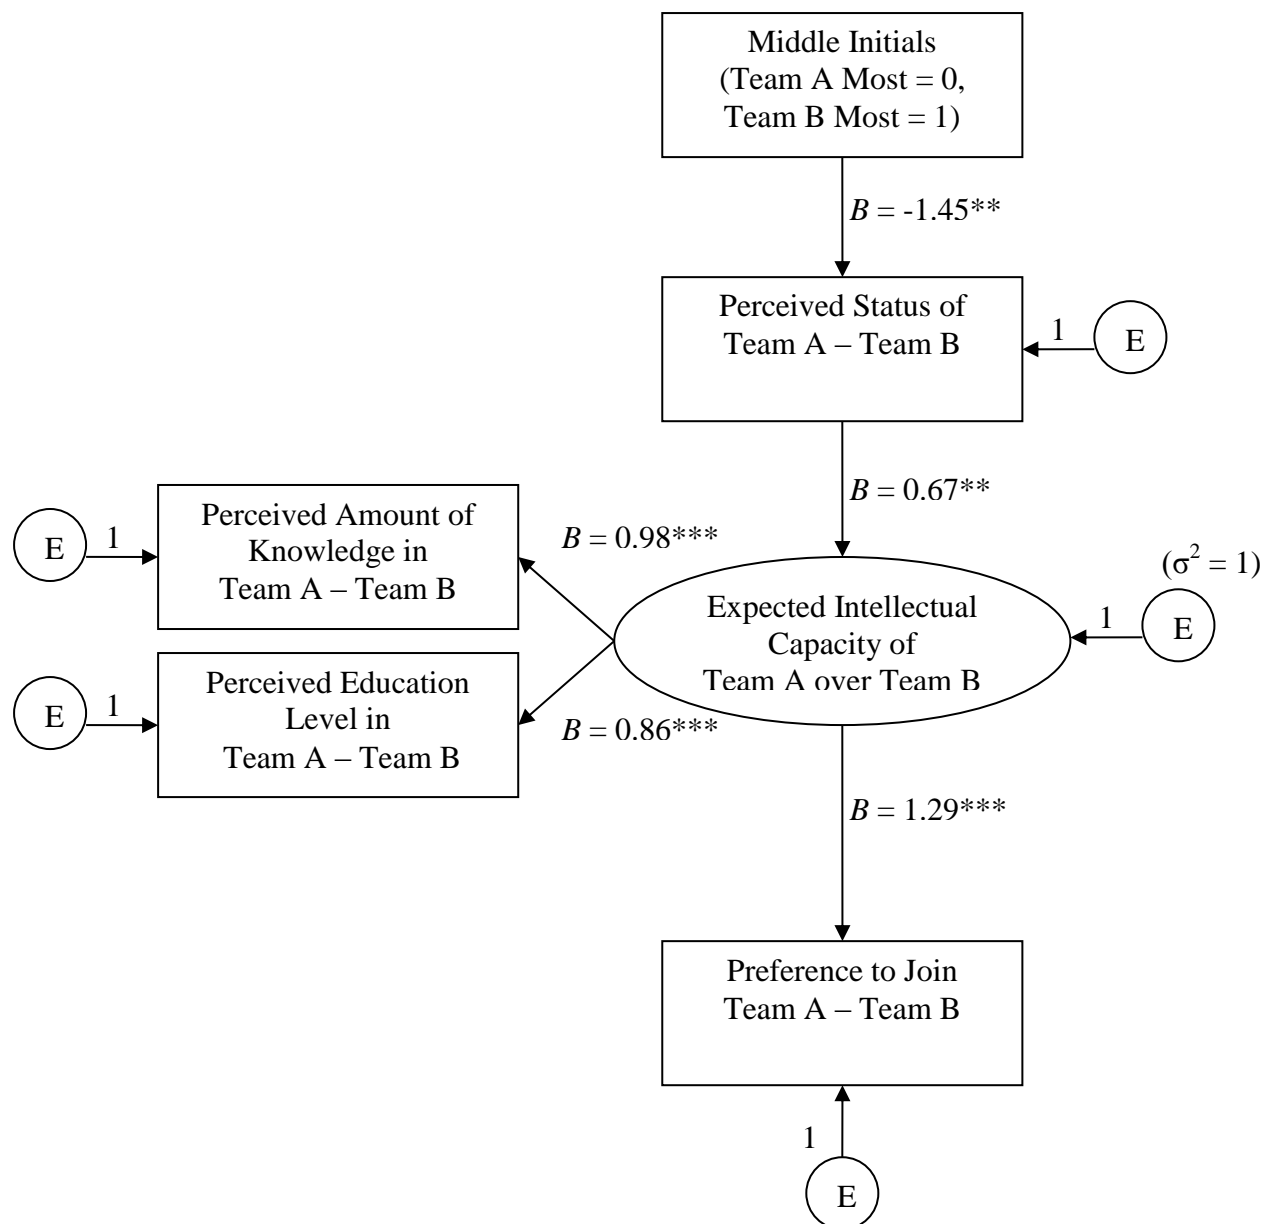 Middle Initials
(Team A Most = 0,
Team B Most = 1)
B = -1.45**
Perceived Status of
Team A – Team B
1
E
B = 0.67**
Perceived Amount of
Knowledge in
Team A – Team B
1
E
B = 0.98***
(σ² = 1)
Expected Intellectual
Capacity of
Team A over Team B
1
E
Perceived Education
Level in
Team A – Team B
1
E
B = 0.86***
B = 1.29***
Preference to Join
Team A – Team B
1
E